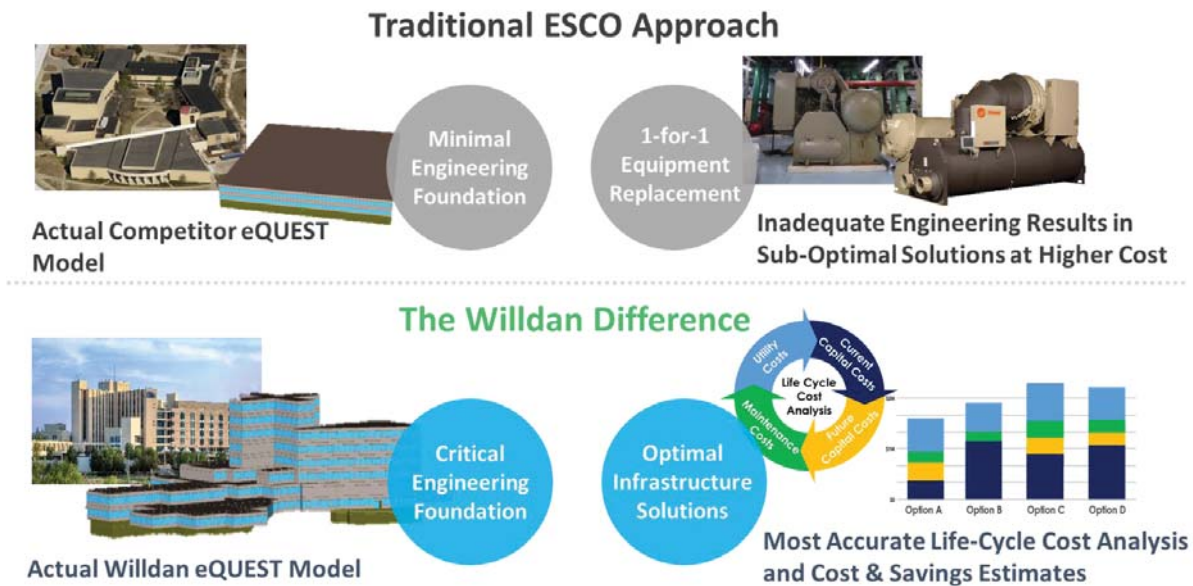 Traditional ESCO Approach
Minimal
Engineering
Foundation
1-for-1
Equipment
Replacement
Actual Competitor eQUEST
Model
Inadequate Engineering Results in
Sub-Optimal Solutions at Higher Cost
The Willdan Difference
Critical
Engineering
Foundation
Optimal
Infrastructure
Solutions
Utility
Costs
Current
Capital Costs
Life Cycle
Cost
Analysis
Maintenance
Costs
Future
Capital Costs
Option A
Option B
Option C
Option D
Actual Willdan eQUEST Model
Most Accurate Life-Cycle Cost Analysis
and Cost & Savings Estimates